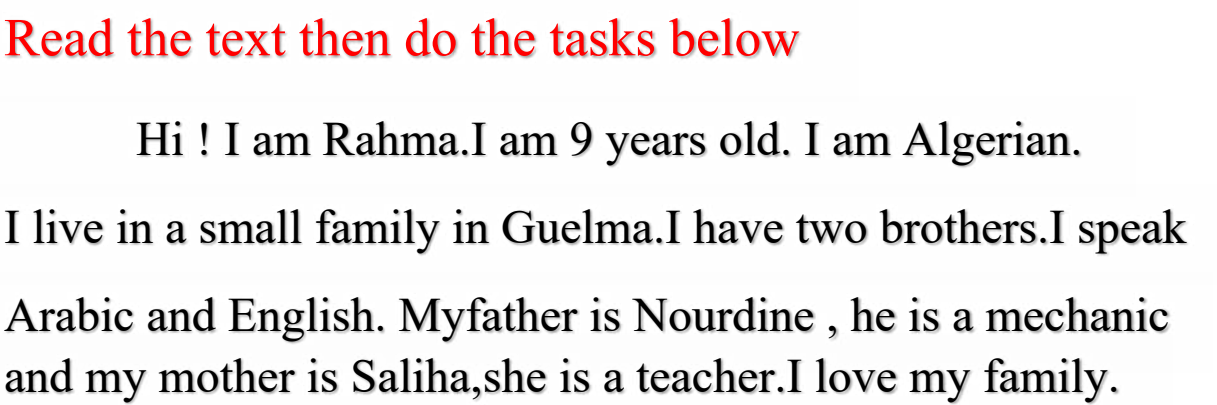 Read the text then do the tasks below
Hi ! I am Rahma.I am 9 years old. I am Algerian.
I live in a small family in Guelma.I have two brothers.I speak
Arabic and English. Myfather is Nourdine , he is a mechanic
and my mother is Saliha,she is a teacher.I love my family.